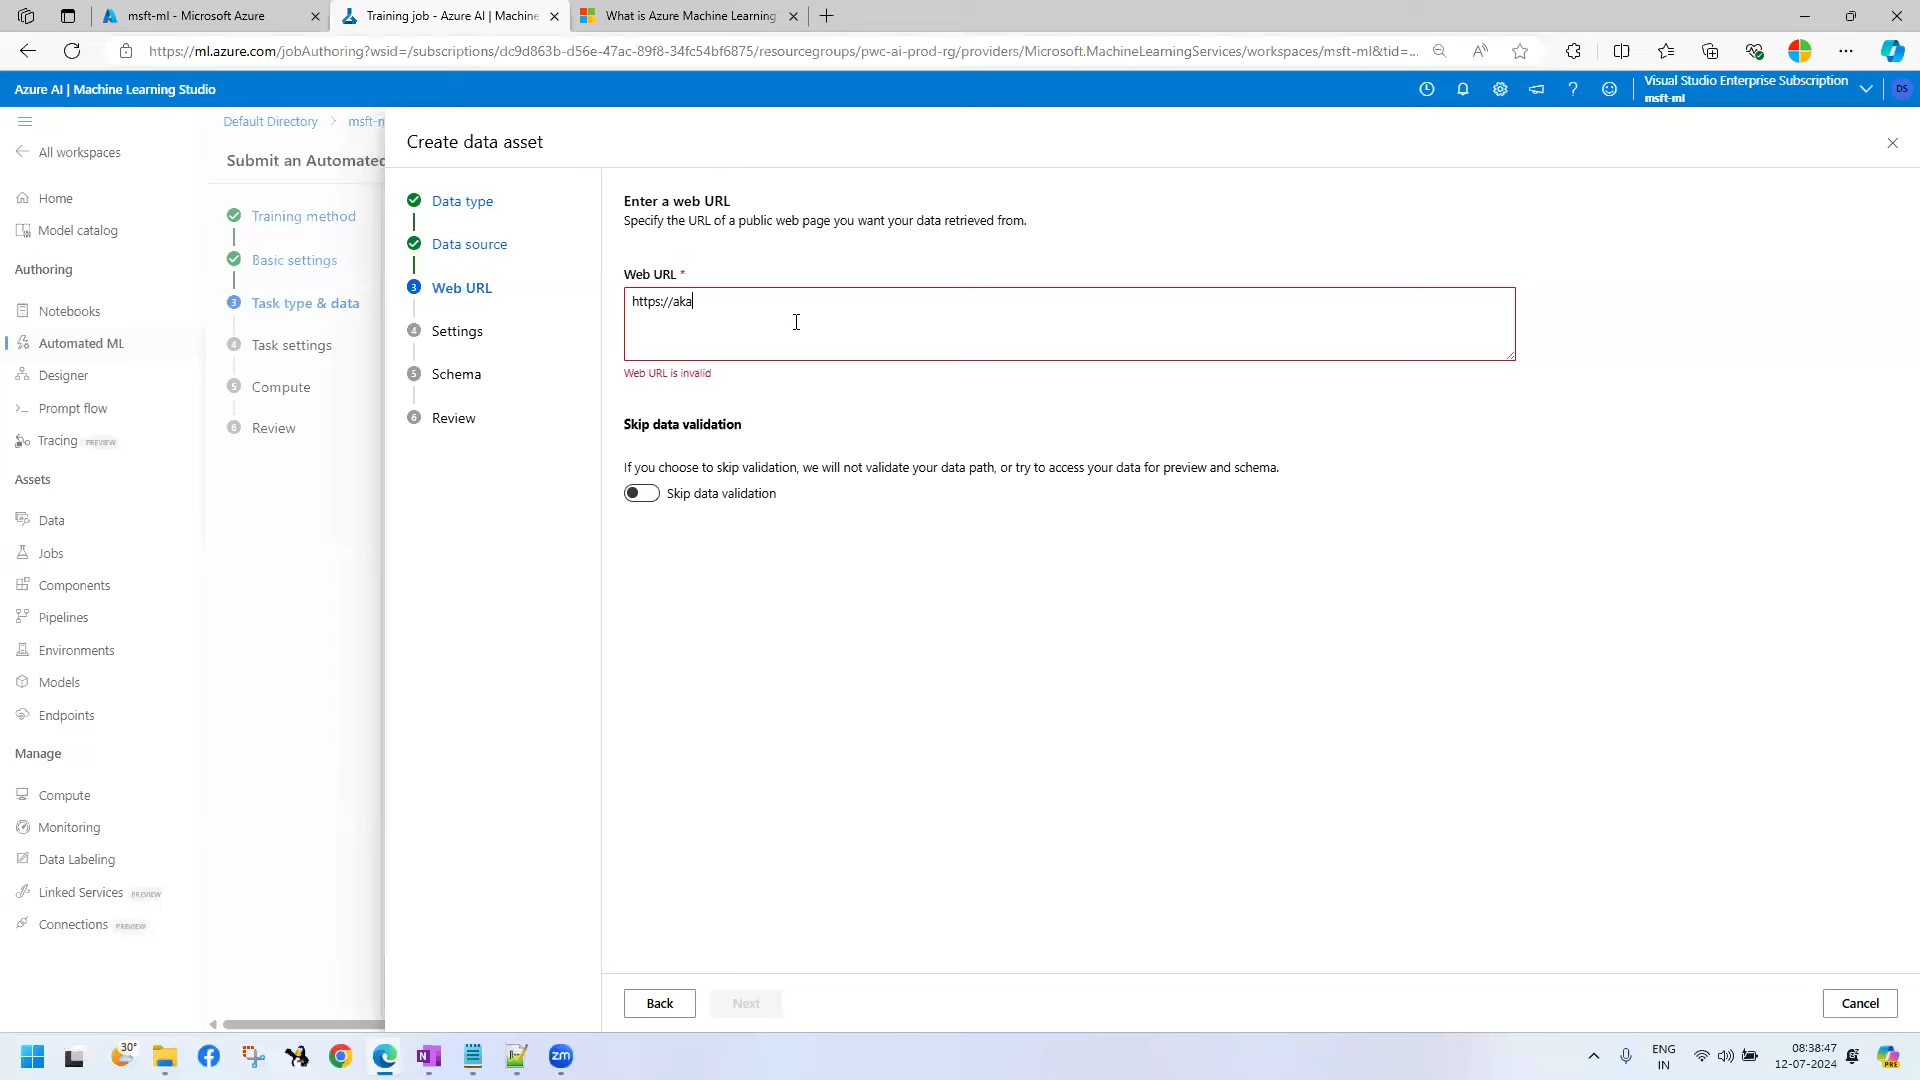 msft-ml - Microsoft Azure
Training job - Azure AI | Machine
What is Azure Machine Learning
https://ml.azure.com/jobAuthoring?wsid=/subscriptions/dc9d863b-d56e-47ac-89f8-34fc54bf6875/resourcegroups/pwc-ai-prod-rg/providers/Microsoft.MachineLearningServices/workspaces/msft-ml&tid=...
Azure AI | Machine Learning Studio
Visual Studio Enterprise Subscription
msft-ml
DS
All workspaces
Home
Model catalog
Authoring
Notebooks
Automated ML
Designer
Prompt flow
Tracing PREVIEW
Assets
Data
Jobs
Components
Pipelines
Environments
Models
Endpoints
Manage
Compute
Monitoring
Data Labeling
Linked Services PREVIEW
Connections PREVIEW
Default Directory > msft-m
Submit an Automated
Training method
Basic settings
3 Task type & data
4 Task settings
5 Compute
6 Review
Create data asset
Data type
Data source
3 Web URL
4 Settings
5 Schema
6 Review
Enter a web URL
Specify the URL of a public web page you want your data retrieved from.
Web URL *
https://aka
Web URL is invalid
Skip data validation
If you choose to skip validation, we will not validate your data path, or try to access your data for preview and schema.
Skip data validation
Back
Next
Cancel
30°
zm
ENG
IN
08:38:47
12-07-2024
PRE